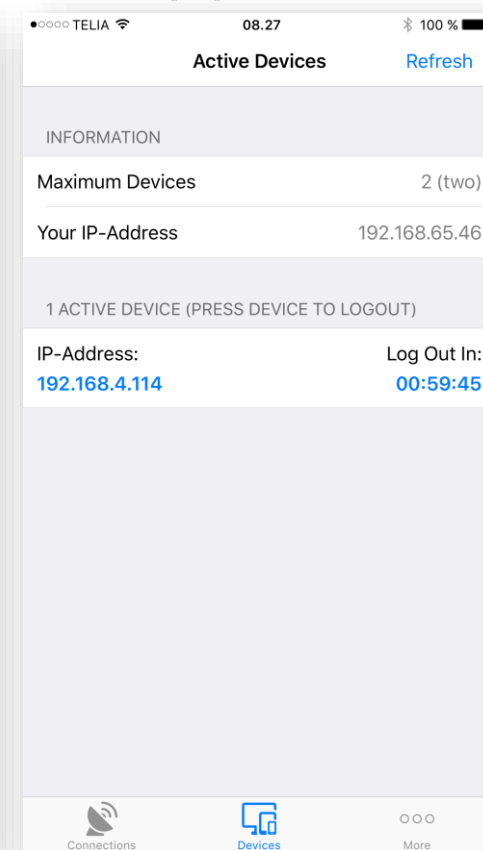 TELIA 08.27 100 %
Active Devices Refresh
INFORMATION
Maximum Devices 2 (two)
Your IP-Address 192.168.65.46
1 ACTIVE DEVICE (PRESS DEVICE TO LOGOUT)
IP-Address: Log Out In:
192.168.4.114 00:59:45
Connections Devices More